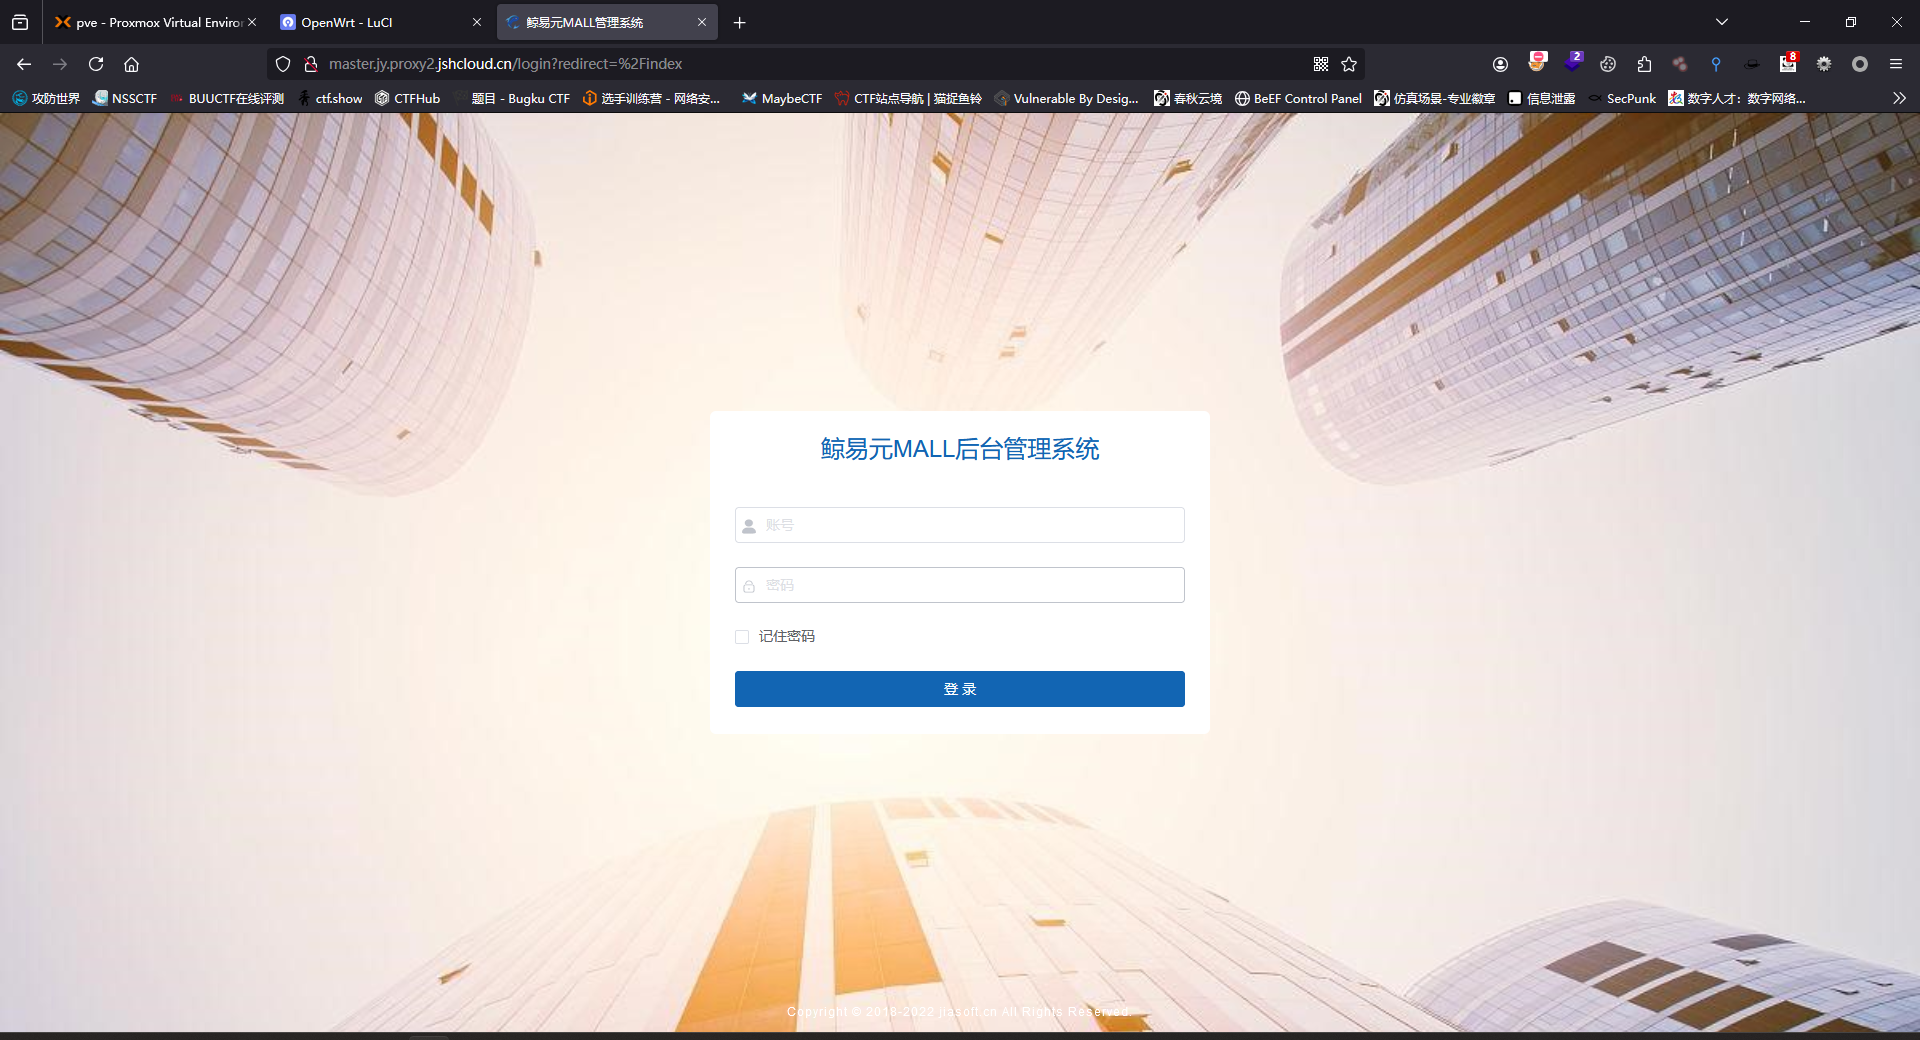 pve - Proxmox Virtual Enviro
OpenWrt - LuCI
鲸易元MALL管理系统
master.jy.proxy2.jshcloud.cn/login?redirect=%2Findex
2
8
攻防世界
NSSCTF
BUUCTF在线评测
ctf.show
CTFHub
题目 - Bugku CTF
选手训练营 - 网络安...
MaybeCTF
CTF站点导航 | 猫捉鱼铃
Vulnerable By Desig...
春秋云境
BeEF Control Panel
仿真场景-专业徽章
信息泄露
SecPunk
数字人才：数字网络...
鲸易元MALL后台管理系统
账号
密码
记住密码
登 录
Copyright © 2018-2022 jiasoft.cn All Rights Reserved.